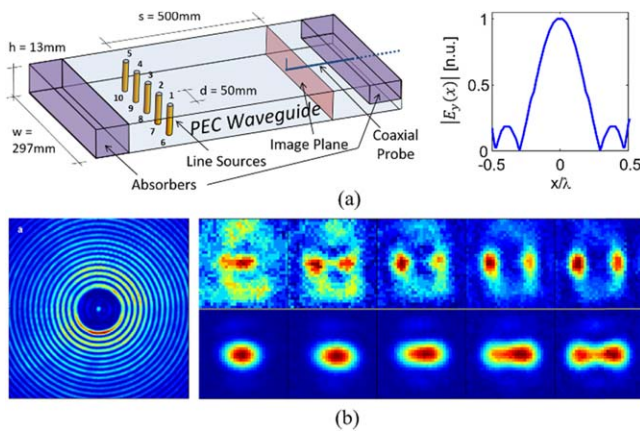 s = 500mm
h = 13mm
5
4
3
2
1
10
9
8
7
6
d = 50mm
w =
297mm
PEC Waveguide
Absorbers
Line Sources
Image Plane
Coaxial
Probe
|E_y(x)| [n.u.]
1
0.5
0
-0.5
0
0.5
x/λ
(a)
a
(b)